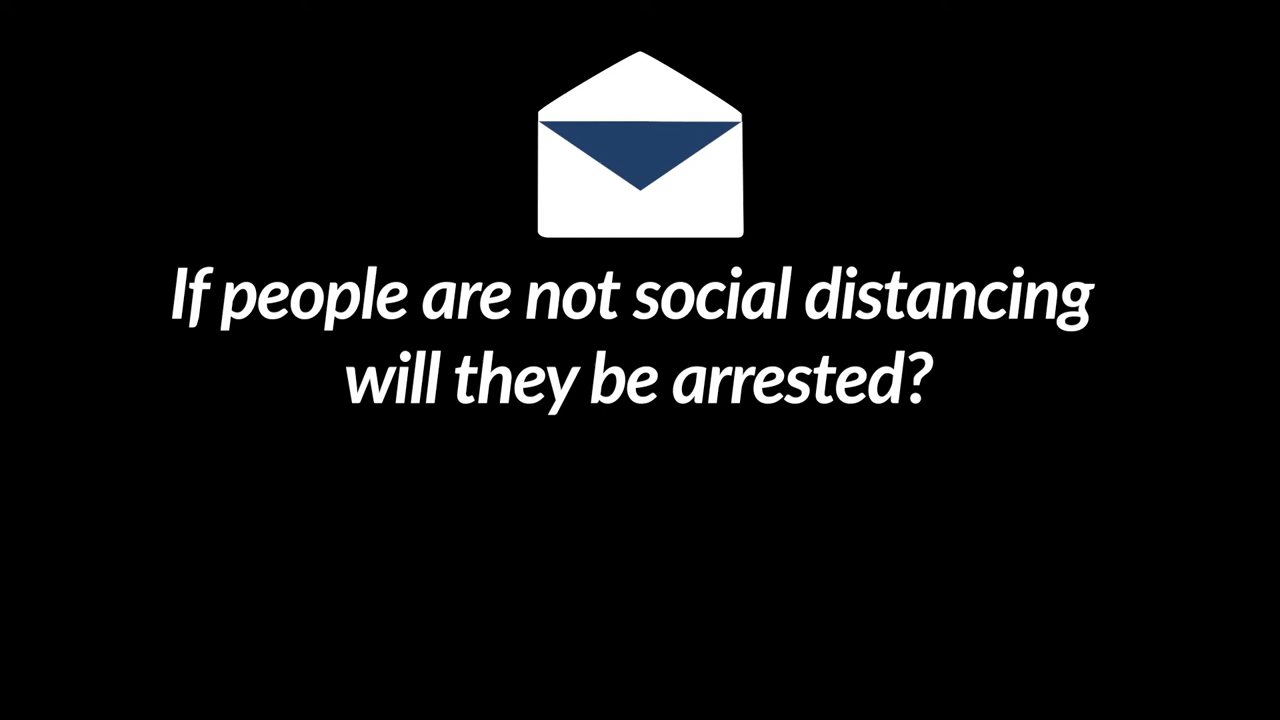 If people are not social distancing
will they be arrested?